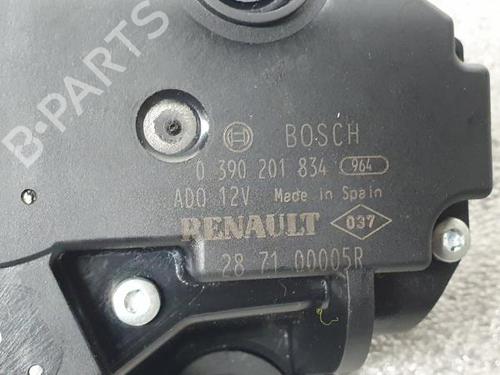 B-PARTS
BOSCH
0 390 201 834 964
ADO 12V Made in Spain
RENAULT 037
28 71 00005R